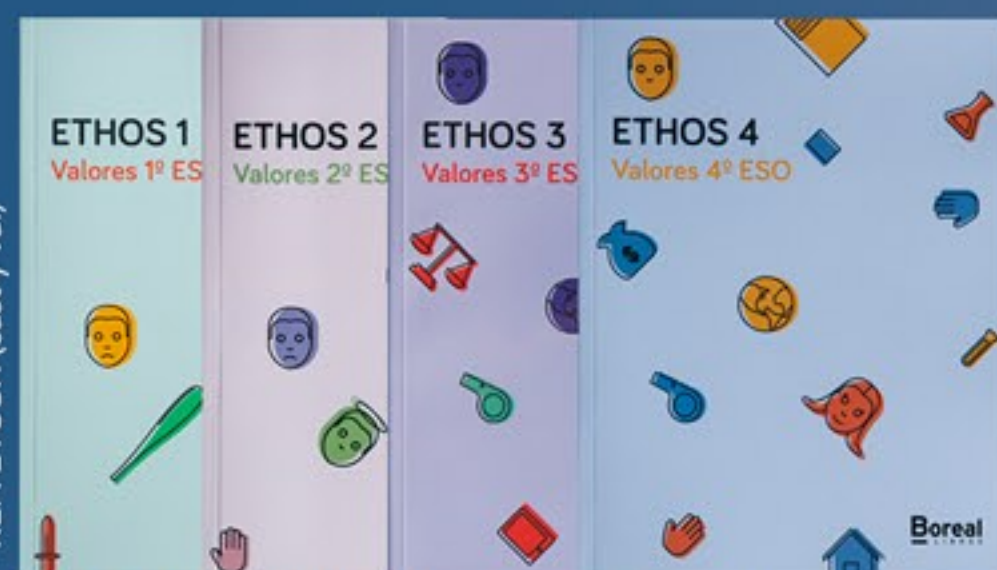 ETHOS 1
Valores 1º ES
ETHOS 2
Valores 2º ES
ETHOS 3
Valores 3º ES
ETHOS 4
Valores 4º ESO
Boreal
LIBROS